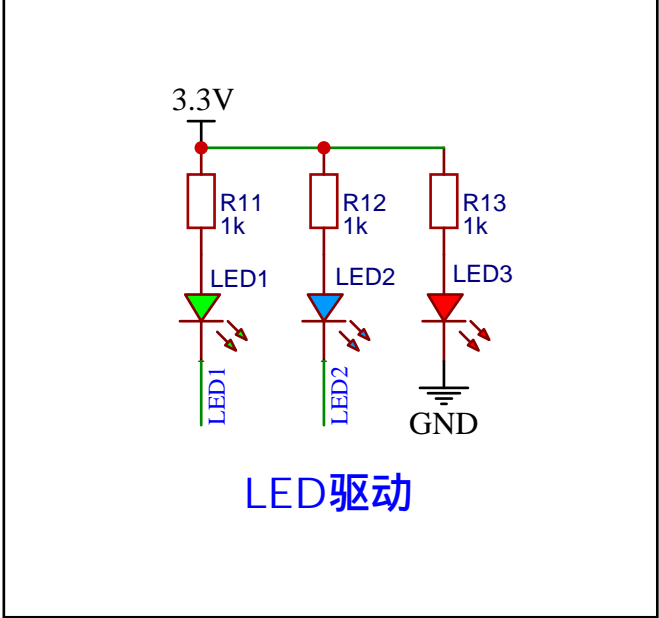 3.3V
R11
1k
R12
1k
R13
1k
LED1
LED2
LED3
LED1
LED2
GND
LED驱动